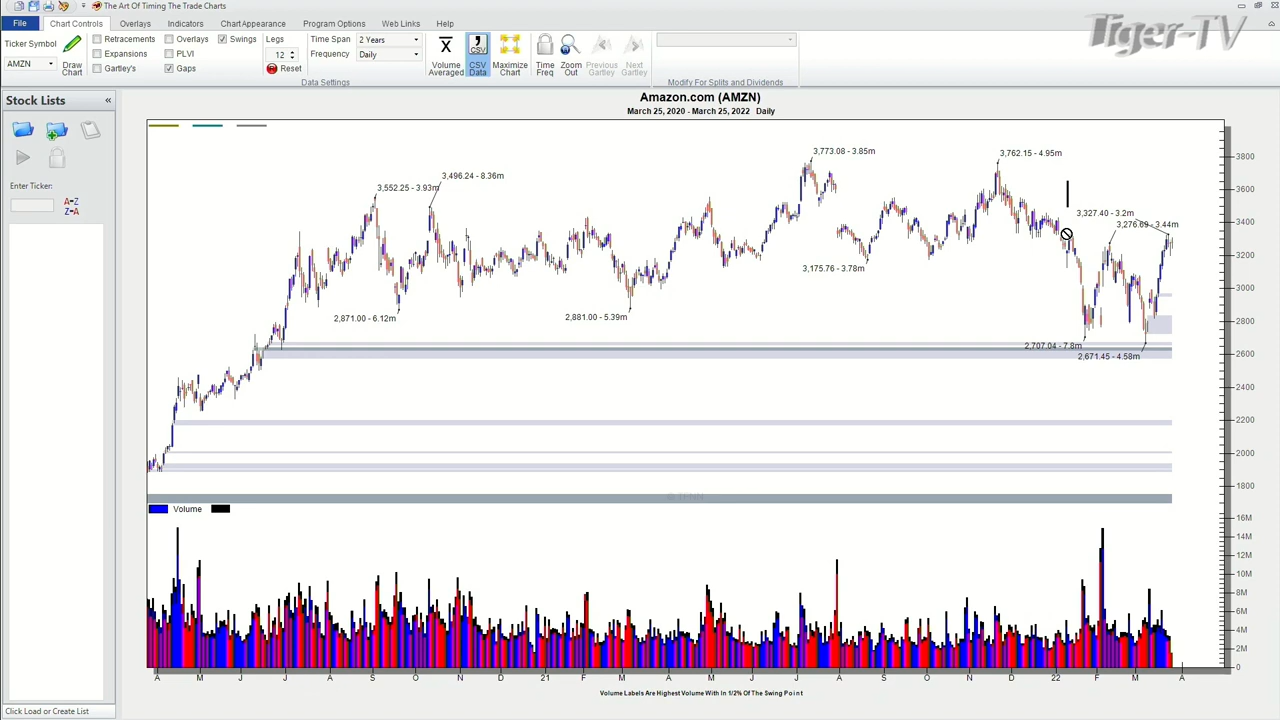 The Art Of Timing The Trade Charts
Tiger-TV
File Chart Controls Overlays Indicators Chart Appearance Program Options Web Links Help
Ticker Symbol
AMZN
Draw
Chart
Retracements Overlays Swings
Expansions PLVI
Gartley's Gaps
Legs
12
Reset
Time Span 2 Years
Frequency Daily
Data Settings
Volume
Averaged
CSV
CSV
Data
Maximize
Chart
Time
Freq
Zoom
Out
Previous
Gartley
Next
Gartley
Modify For Splits and Dividends
Stock Lists «
Enter Ticker:
A-Z
Z-A
Click Load or Create List
Amazon.com (AMZN)
March 25, 2020 - March 25, 2022 Daily
3,773.08 - 3.85m
3,762.15 - 4.95m
3,496.24 - 8.36m
3,552.25 - 3.93m
3,327.40 - 3.2m
3,276.69 - 3.44m
3,175.76 - 3.78m
2,871.00 - 6.12m
2,881.00 - 5.39m
2,707.04 - 7.8m
2,671.45 - 4.58m
3800
3600
3400
3200
3000
2800
2600
2400
2200
2000
1800
© TFNN
Volume
16M
14M
12M
10M
8M
6M
4M
2M
0
A M J J A S O N D 21 F M A M J J A S O N D 22 F M A
Volume Labels Are Highest Volume With In 1/2% Of The Swing Point